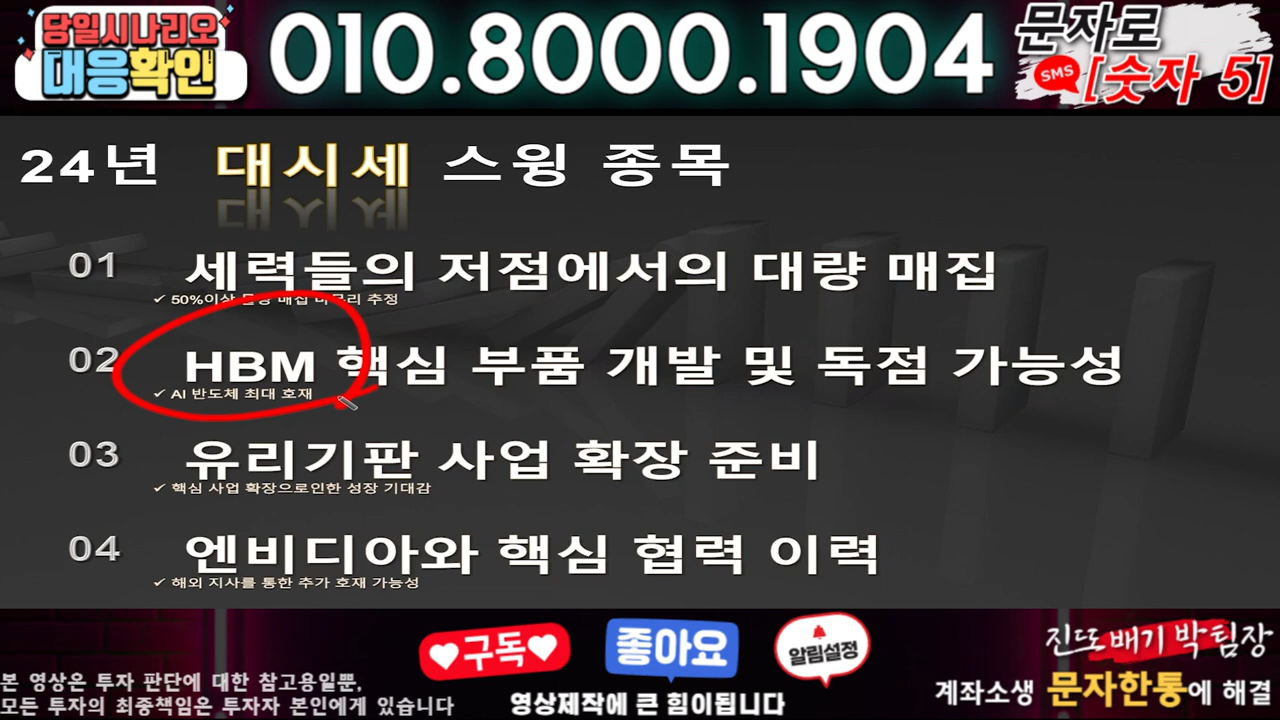 당일시나리오
대응확인
010.8000.1904
문자로
SMS [숫자 5]
24년 대시세 스윙 종목
01 세력들의 저점에서의 대량 매집
✓ 50%이상 물량 매집 마무리 추정
02 HBM 핵심 부품 개발 및 독점 가능성
✓ AI 반도체 최대 호재
03 유리기판 사업 확장 준비
✓ 핵심 사업 확장으로인한 성장 기대감
04 엔비디아와 핵심 협력 이력
✓ 해외 지사를 통한 추가 호재 가능성
구독
좋아요
알림설정
영상제작에 큰 힘이됩니다
본 영상은 투자 판단에 대한 참고용일뿐,
모든 투자의 최종책임은 투자자 본인에게 있습니다
진또배기 박팀장
계좌소생 문자한통에 해결